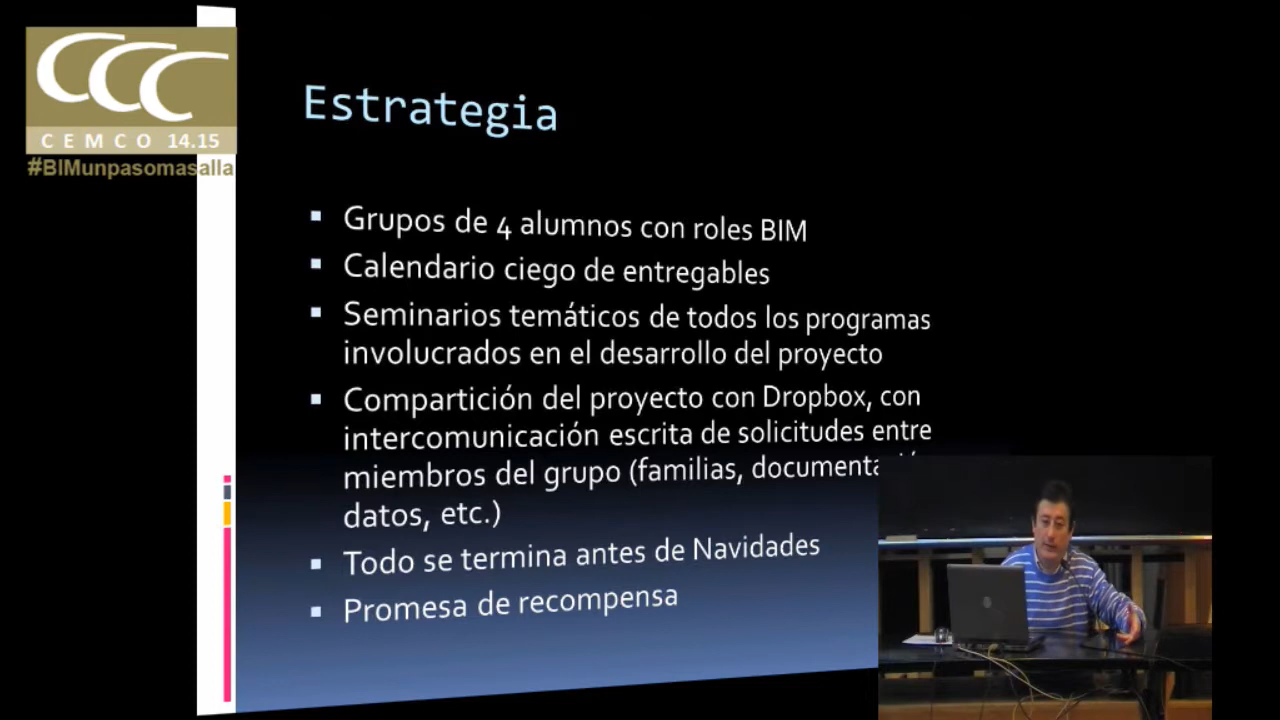 CCC
CEMCO 14.15
#BIMunpasomasalla
Estrategia
Grupos de 4 alumnos con roles BIM
Calendario ciego de entregables
Seminarios temáticos de todos los programas
involucrados en el desarrollo del proyecto
Compartición del proyecto con Dropbox, con
intercomunicación escrita de solicitudes entre
miembros del grupo (familias,
datos, etc.)
Todo se termina antes de Navidades
Promesa de recompensa